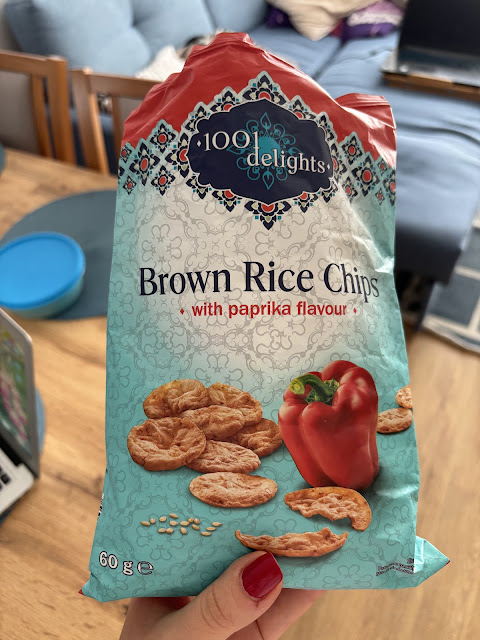 1001
delights
Brown Rice Chips
with paprika flavour
60 g ℮